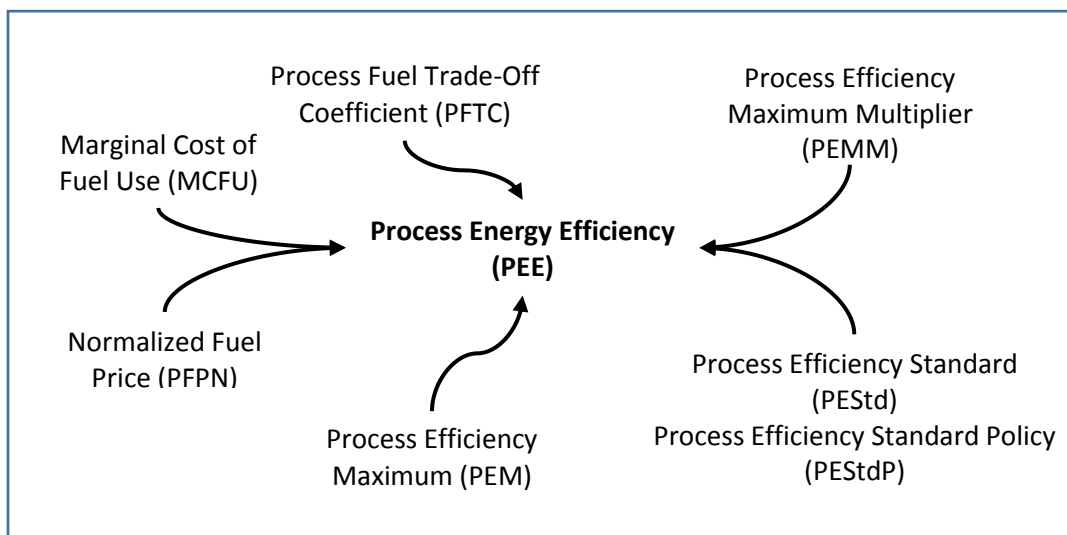 Process Fuel Trade-Off
Coefficient (PFTC)
Process Efficiency
Maximum Multiplier
(PEMM)
Marginal Cost of
Fuel Use (MCFU)
Process Energy Efficiency
(PEE)
Normalized Fuel
Price (PFPN)
Process Efficiency Standard
(PEStd)
Process Efficiency Standard Policy
(PEStdP)
Process Efficiency
Maximum (PEM)